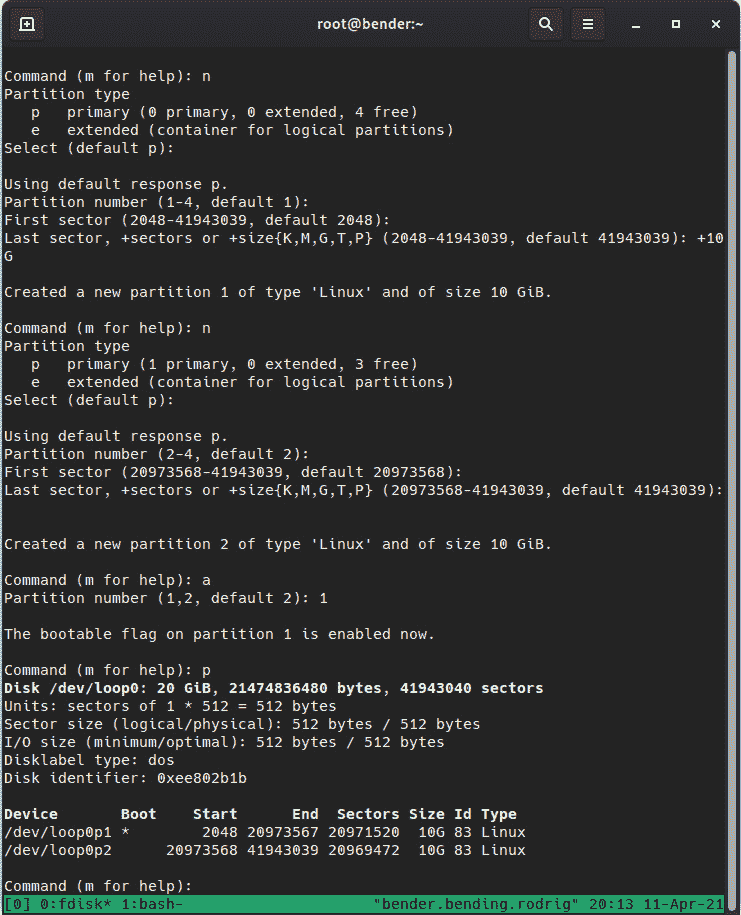 root@bender:~
Command (m for help): n
Partition type
   p   primary (0 primary, 0 extended, 4 free)
   e   extended (container for logical partitions)
Select (default p):

Using default response p.
Partition number (1-4, default 1):
First sector (2048-41943039, default 2048):
Last sector, +sectors or +size{K,M,G,T,P} (2048-41943039, default 41943039): +10
G

Created a new partition 1 of type 'Linux' and of size 10 GiB.

Command (m for help): n
Partition type
   p   primary (1 primary, 0 extended, 3 free)
   e   extended (container for logical partitions)
Select (default p):

Using default response p.
Partition number (2-4, default 2):
First sector (20973568-41943039, default 20973568):
Last sector, +sectors or +size{K,M,G,T,P} (20973568-41943039, default 41943039):

Created a new partition 2 of type 'Linux' and of size 10 GiB.

Command (m for help): a
Partition number (1,2, default 2): 1

The bootable flag on partition 1 is enabled now.

Command (m for help): p
Disk /dev/loop0: 20 GiB, 21474836480 bytes, 41943040 sectors
Units: sectors of 1 * 512 = 512 bytes
Sector size (logical/physical): 512 bytes / 512 bytes
I/O size (minimum/optimal): 512 bytes / 512 bytes
Disklabel type: dos
Disk identifier: 0xee802b1b

Device       Boot    Start      End  Sectors Size Id Type
/dev/loop0p1 *        2048 20973567 20971520  10G 83 Linux
/dev/loop0p2      20973568 41943039 20969472  10G 83 Linux

Command (m for help):
[0] 0:fdisk* 1:bash-                     "bender.bending.rodrig" 20:13 11-Apr-21